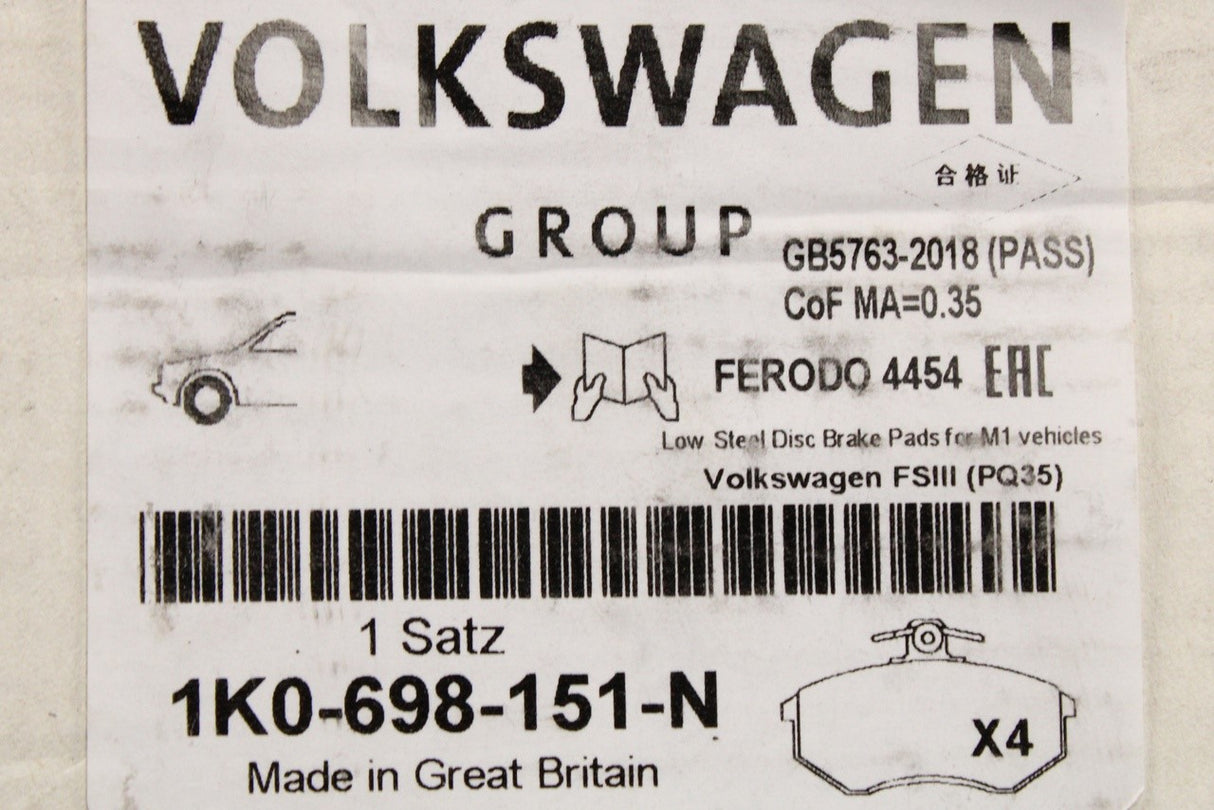 VOLKSWAGEN
合格证
GROUP
GB5763-2018 (PASS)
CoF MA=0.35
FERODO 4454 EAC
Low Steel Disc Brake Pads for M1 vehicles
Volkswagen FSIII (PQ35)
1 Satz
1K0-698-151-N
X4
Made in Great Britain